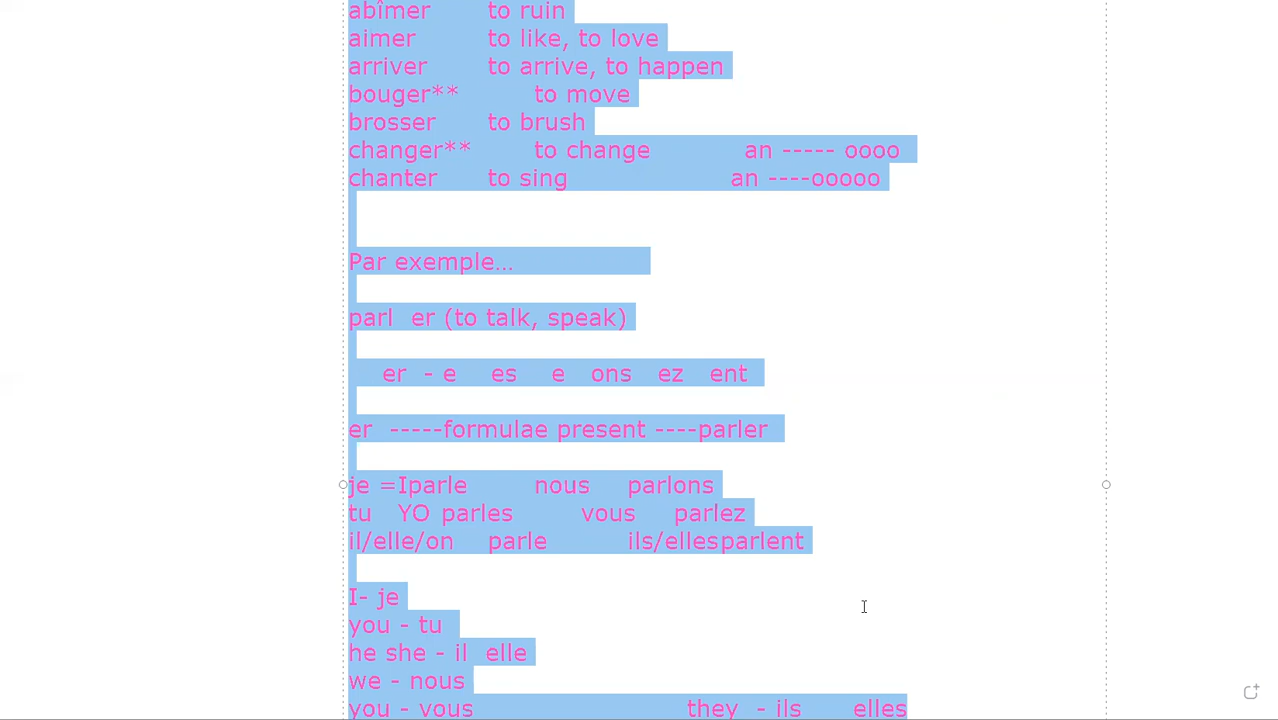 abîmer to ruin
aimer to like, to love
arriver to arrive, to happen
bouger** to move
brosser to brush
changer** to change an ----- oooo
chanter to sing an ----ooooo
Par exemple...
parl er (to talk, speak)
er - e es e ons ez ent
er -----formulae present ----parler
je =Iparle nous parlons
tu YO parles vous parlez
il/elle/on parle ils/ellesparlent
I- je
you - tu
he she - il elle
we - nous
you - vous they - ils elles